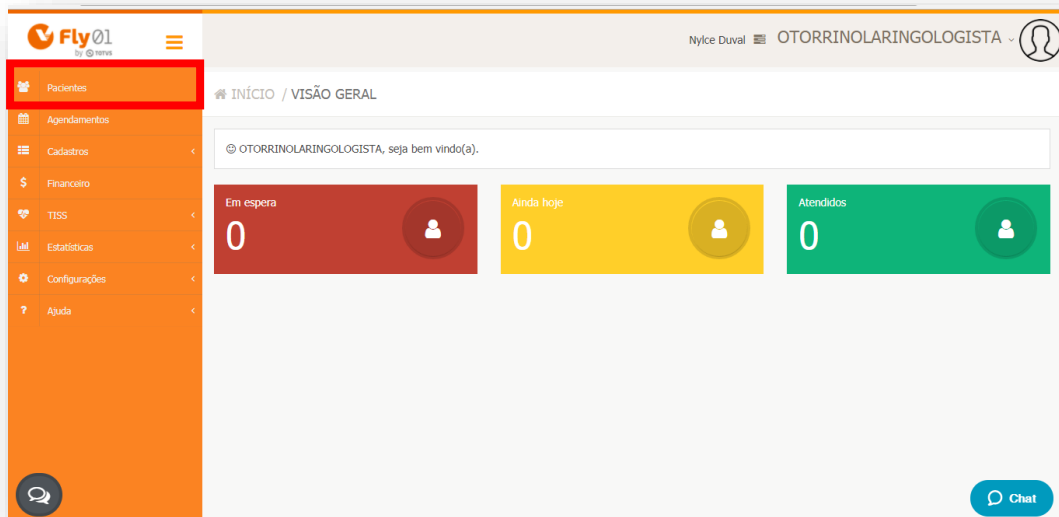 Fly01
by TOTVS
Nylce Duval OTORRINOLARINGOLOGISTA
Pacientes
Agendamentos
Cadastros
$ Financeiro
TISS
Estatísticas
Configurações
? Ajuda
INÍCIO / VISÃO GERAL
OTORRINOLARINGOLOGISTA, seja bem vindo(a).
Em espera
0
Ainda hoje
0
Atendidos
0
Chat